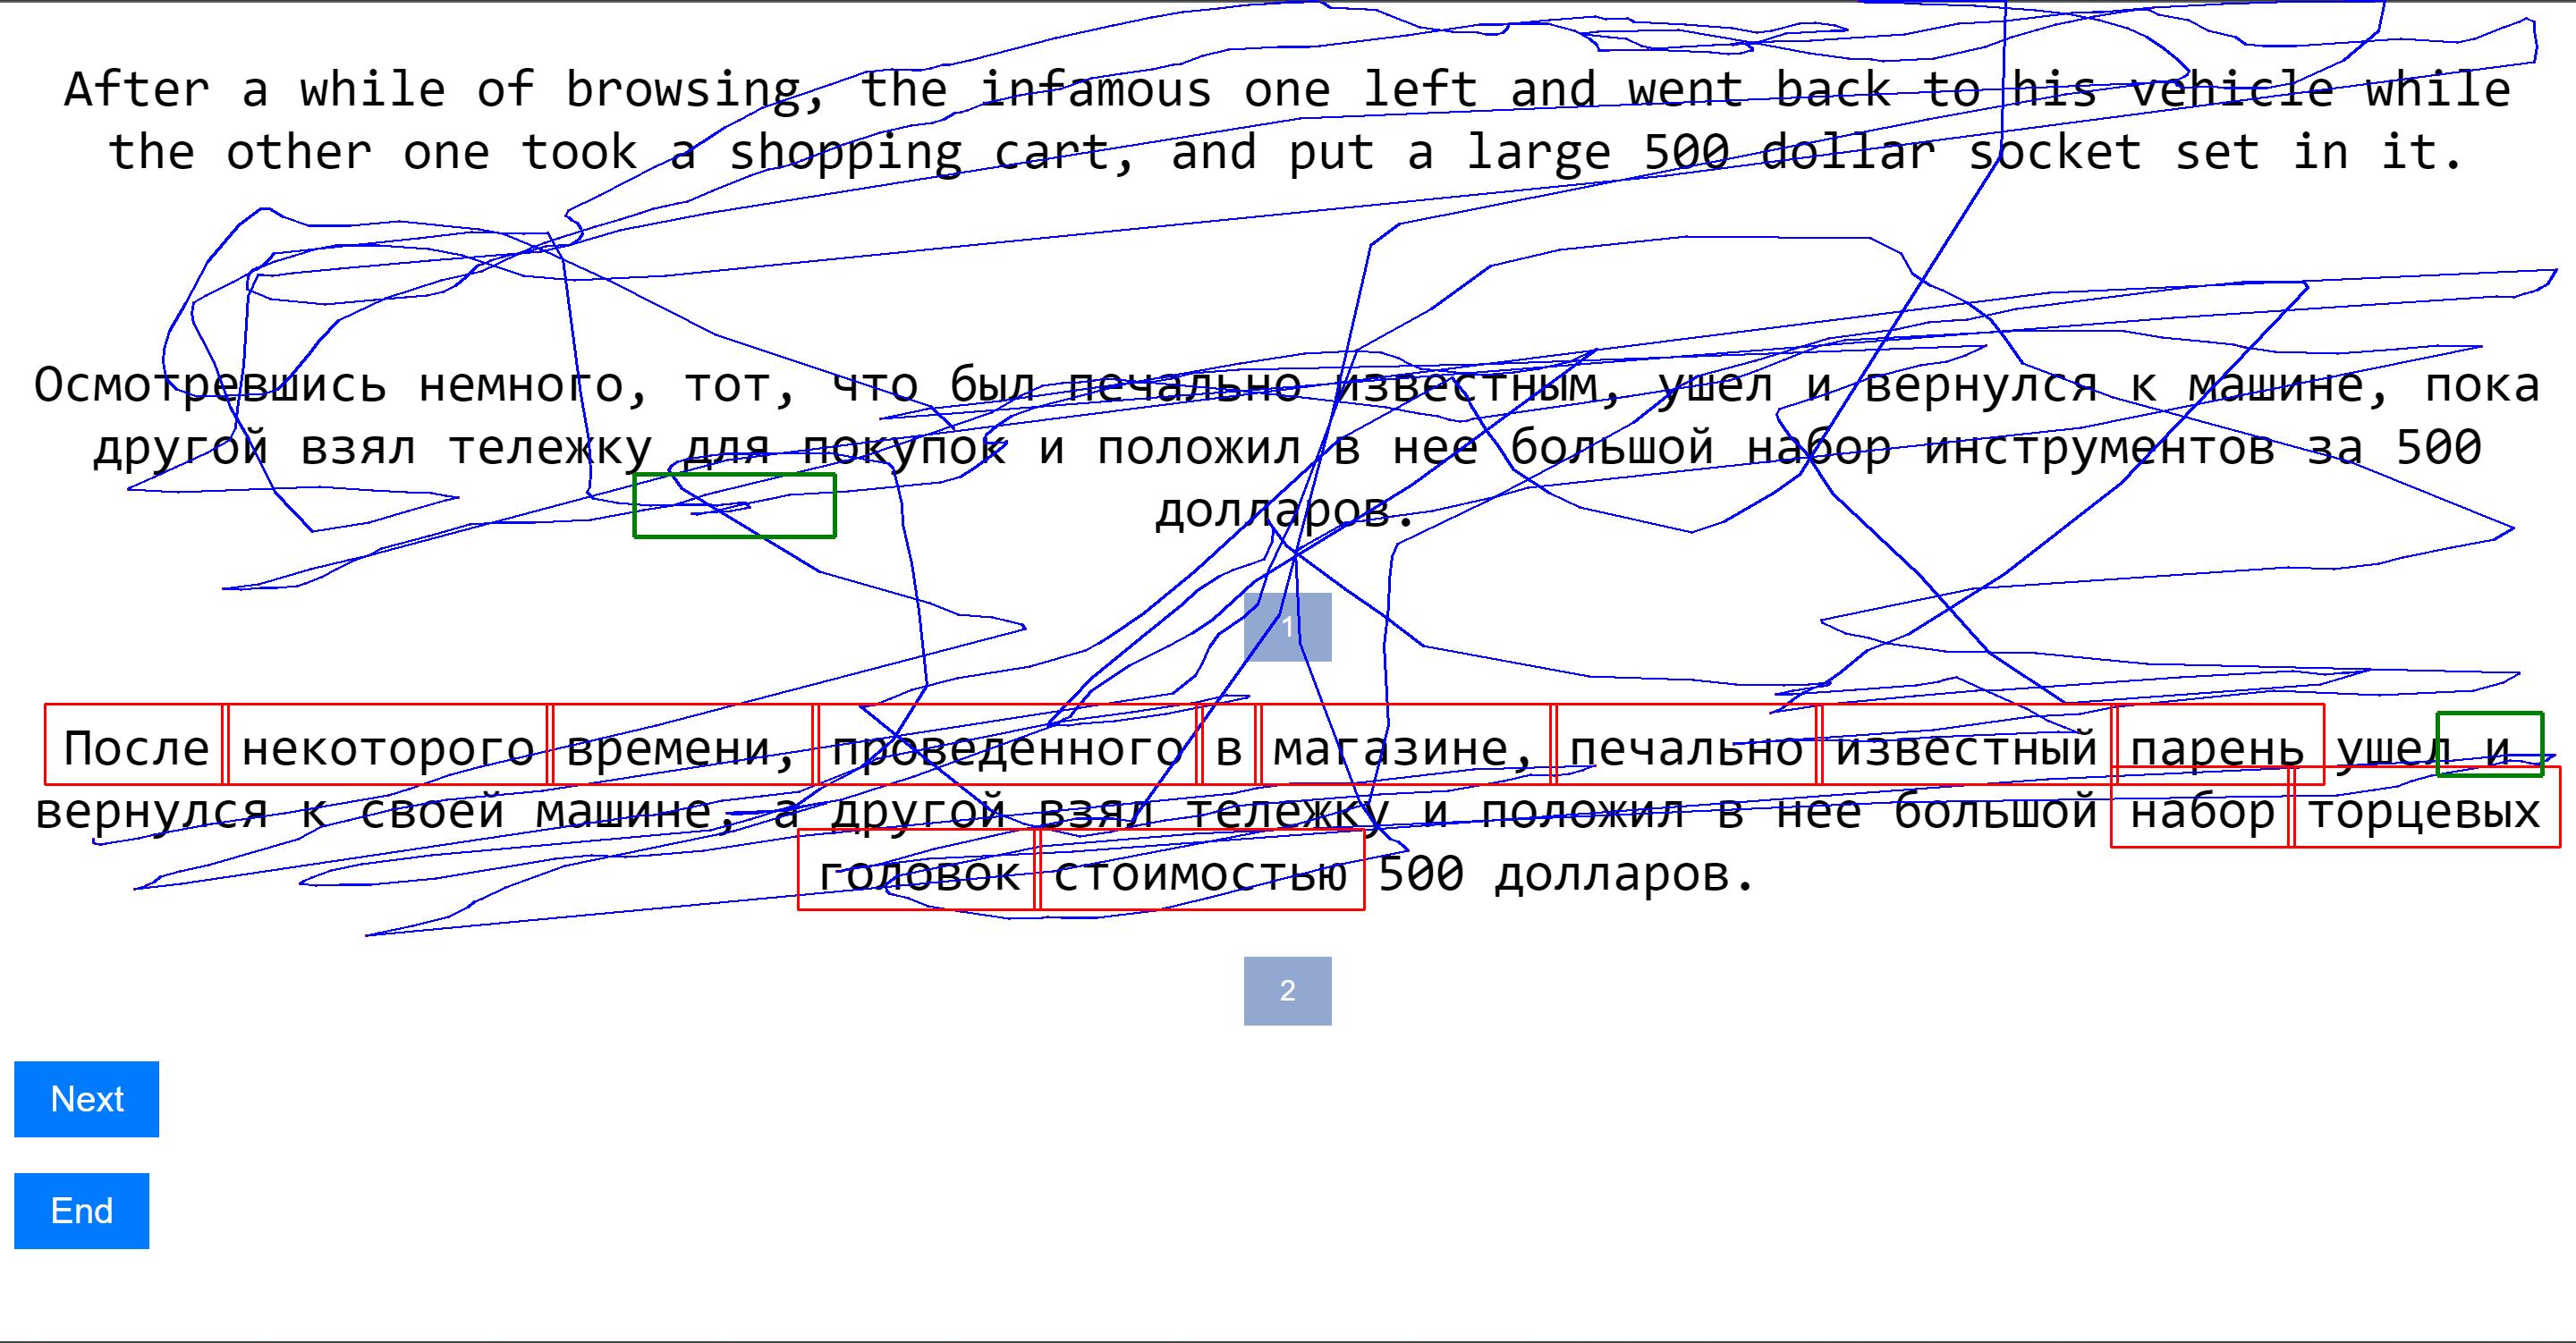 After a while of browsing, the infamous one left and went back to his vehicle while
the other one took a shopping cart, and put a large 500 dollar socket set in it.
Осмотревшись немного, тот, что был печально известным, ушел и вернулся к машине, пока
другой взял тележку для покупок и положил в нее большой набор инструментов за 500
долларов.
1
После некоторого времени, проведенного в магазине, печально известный парень ушел и
вернулся к своей машине, а другой взял тележку и положил в нее большой набор торцевых
головок стоимостью 500 долларов.
2
Next
End